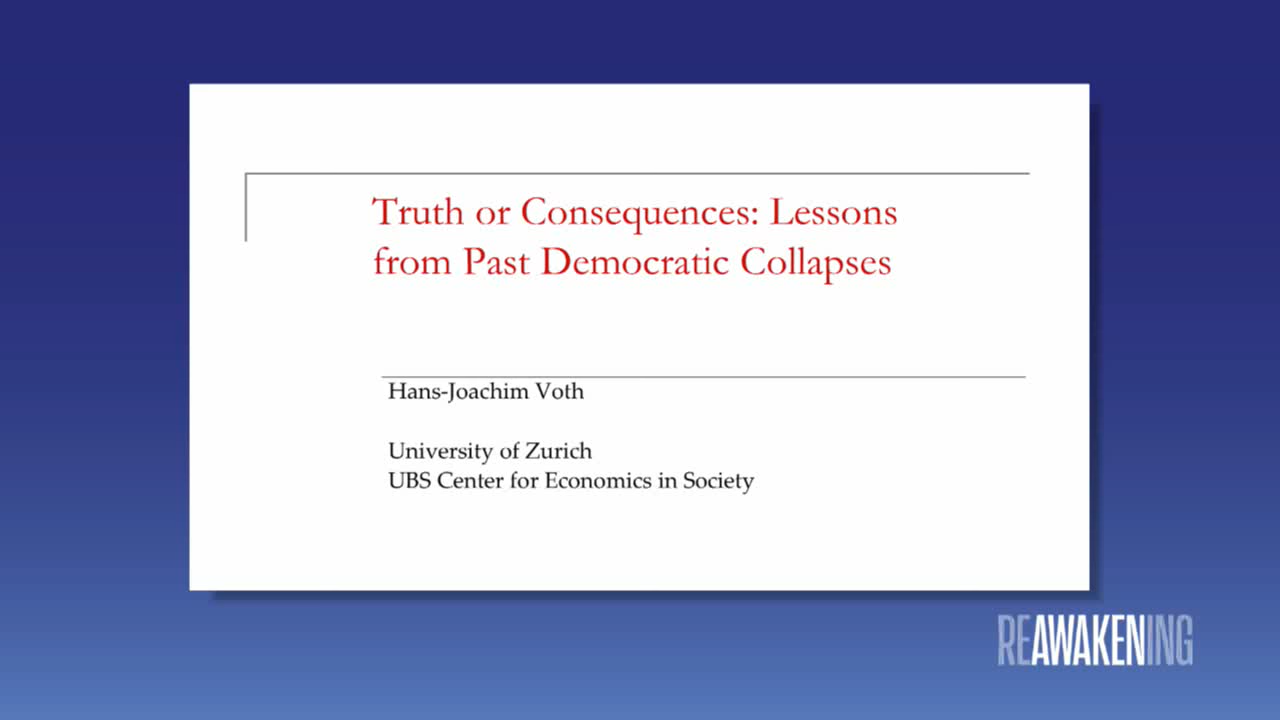 Truth or Consequences: Lessons
from Past Democratic Collapses
Hans-Joachim Voth
University of Zurich
UBS Center for Economics in Society
REAWAKENING